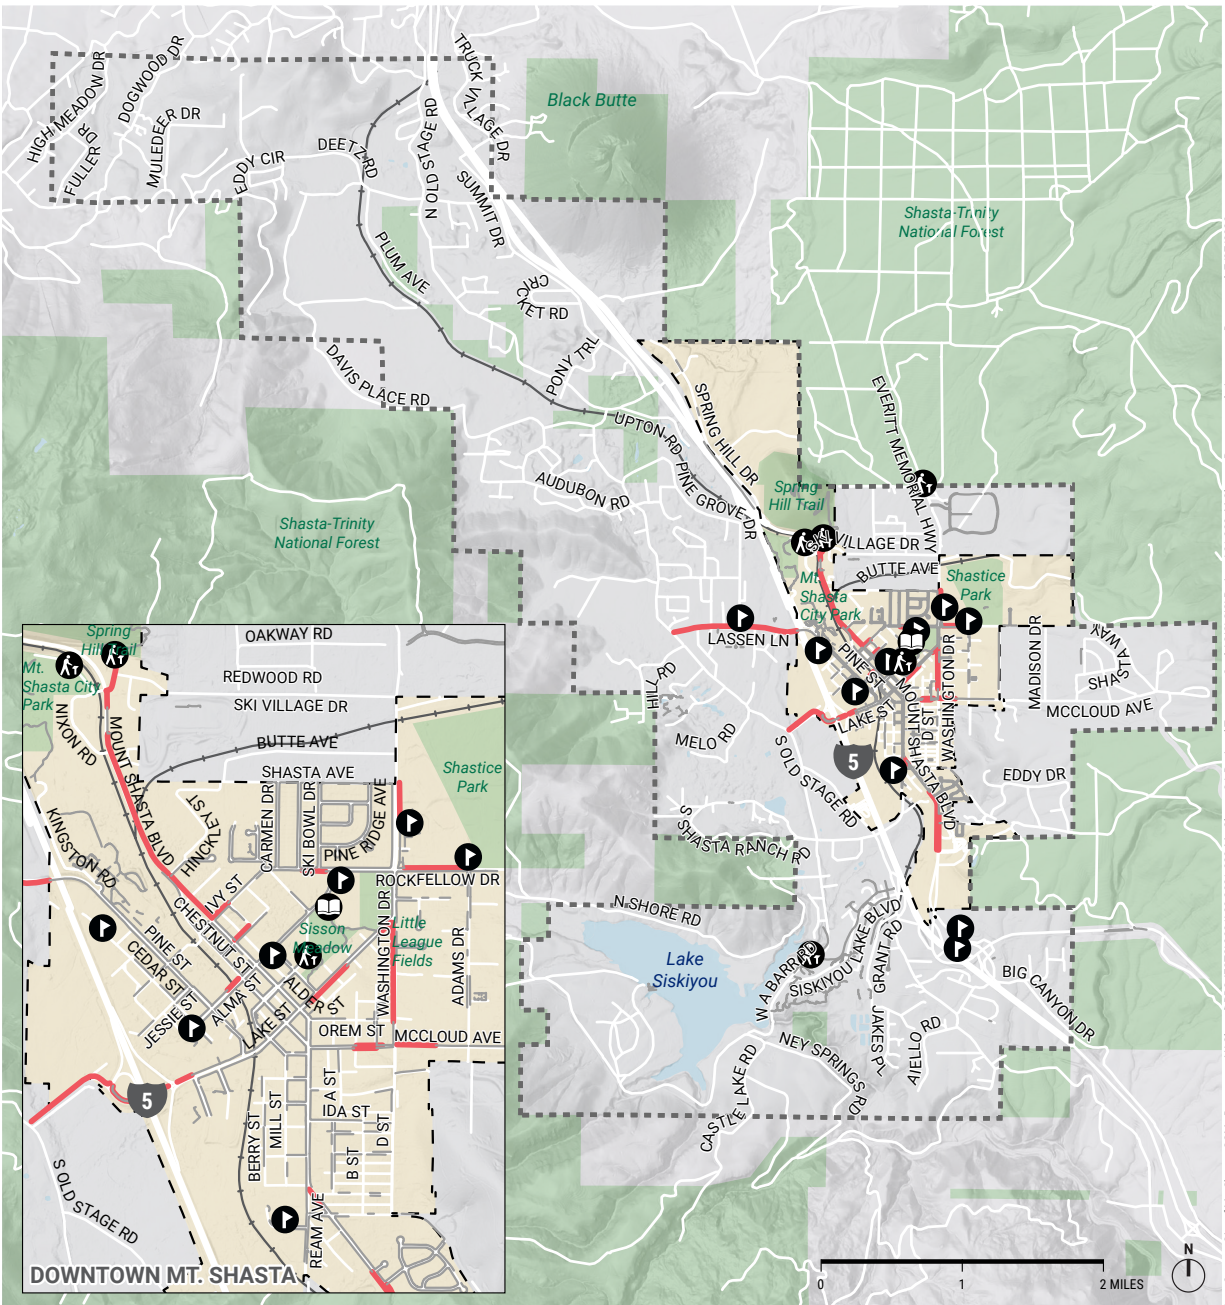 HIGH MEADOW DR
FULLER DR
DOGWOOD DR
MULEDEER DR
EDDY CIR
DEETZ RD
N OLD STAGE RD
TRUCK VILLAGE DR
SUMMIT DR
Black Butte
PLUM AVE
CRICKET RD
PONY TRL
DAVIS PLACE RD
UPTON RD
SPRING HILL DR
PINE GROVE DR
AUDUBON RD
Shasta-Trinity
National Forest
EVERITT MEMORIAL HWY
Spring
Hill Trail
Shasta-Trinity
National Forest
SKI VILLAGE DR
BUTTE AVE
Shastice
Park
Mt.
Shasta
City Park
LASSEN LN
PINE ST
HILL RD
MELO RD
LAKE ST
MOUNT SHASTA BLVD
D ST
WASHINGTON DR
MADISON DR
SHASTA WAY
MCCLOUD AVE
EDDY DR
5
S OLD STAGE RD
S SHASTA RANCH RD
N SHORE RD
Lake
Siskiyou
W A BARR RD
SISKIYOU LAKE BLVD
GRANT RD
BIG CANYON DR
NEY SPRINGS RD
JAKES PL
AIELLO RD
CASTLE LAKE RD
0
1
2 MILES
N
Spring
Hill Trail
Mt.
Shasta City
Park
OAKWAY RD
REDWOOD RD
SKI VILLAGE DR
BUTTE AVE
SHASTA AVE
Shastice
Park
NIXON RD
MOUNT SHASTA BLVD
HINCKLEY ST
CARMEN DR
SKI BOWL DR
PINE RIDGE AVE
KINGSTON RD
IVY ST
ROCKFELLOW DR
CHESTNUT ST
PINE ST
CEDAR ST
Sisson
Meadow
Little
League
Fields
WASHINGTON DR
ADAMS DR
JESSIE ST
ALMA ST
ALDER ST
LAKE ST
OREM ST
MCCLOUD AVE
5
A ST
IDA ST
BERRY ST
MILL ST
B ST
D ST
S OLD STAGE RD
REAM AVE
DOWNTOWN MT. SHASTA